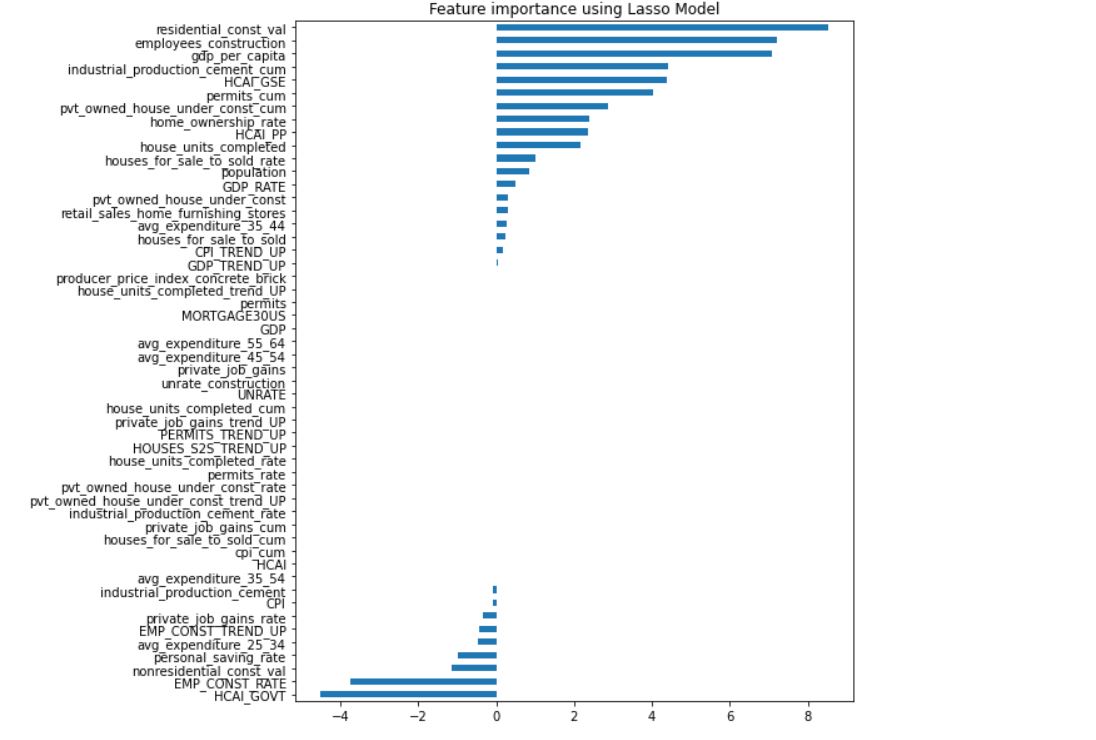 Feature importance using Lasso Model
residential_const_val
employees_construction
gdp_per_capita
industrial_production_cement_cum
HCAI_GSE
permits_cum
pvt_owned_house_under_const_cum
home_ownership_rate
HCAI_PP
house_units_completed
houses_for_sale_to_sold_rate
population
GDP_RATE
pvt_owned_house_under_const
retail_sales_home_furnishing_stores
avg_expenditure_35_44
houses_for_sale_to_sold
CPI_TREND_UP
GDP_TREND_UP
producer_price_index_concrete_brick
house_units_completed_trend_UP
permits
MORTGAGE30US
GDP
avg_expenditure_55_64
avg_expenditure_45_54
private_job_gains
unrate_construction
UNRATE
house_units_completed_cum
private_job_gains_trend_UP
PERMITS_TREND_UP
HOUSES_S2S_TREND_UP
house_units_completed_rate
permits_rate
pvt_owned_house_under_const_rate
pvt_owned_house_under_const_trend_UP
industrial_production_cement_rate
private_job_gains_cum
houses_for_sale_to_sold_cum
cpi_cum
HCAI
avg_expenditure_35_54
industrial_production_cement
CPI
private_job_gains_rate
EMP_CONST_TREND_UP
avg_expenditure_25_34
personal_saving_rate
nonresidential_const_val
EMP_CONST_RATE
HCAI_GOVT
−4 −2 0 2 4 6 8